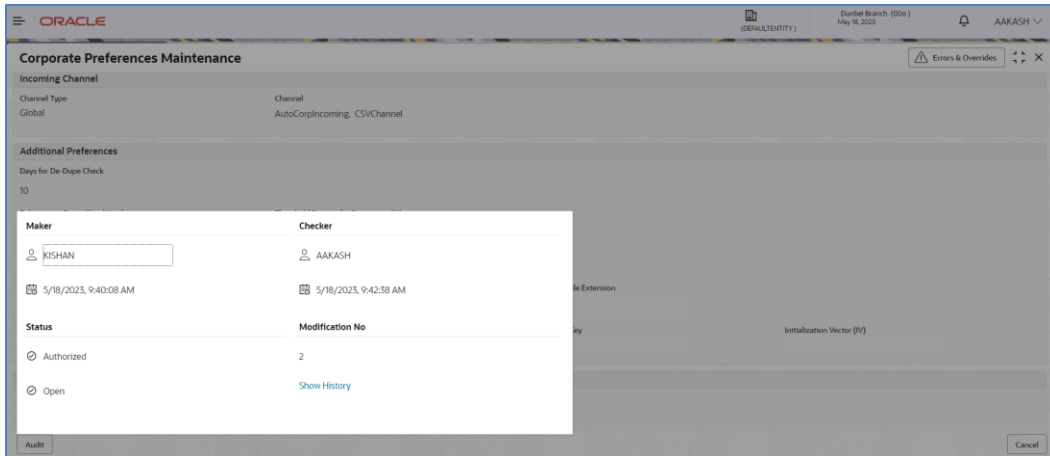 ORACLE
(DEFAULTENTITY)
Dunbei Branch (006)
May 18, 2023
AAKASH
Corporate Preferences Maintenance
Errors & Overrides
Incoming Channel
Channel Type
Channel
Global
AutoCorpIncoming, CSVChannel
Additional Preferences
Days for De-Dupe Check
10
Maker
Checker
KISHAN
AAKASH
5/18/2023, 9:40:08 AM
5/18/2023, 9:42:38 AM
Extension
Status
Modification No
Initialization Vector (IV)
Authorized
2
Open
Show History
Audit
Cancel